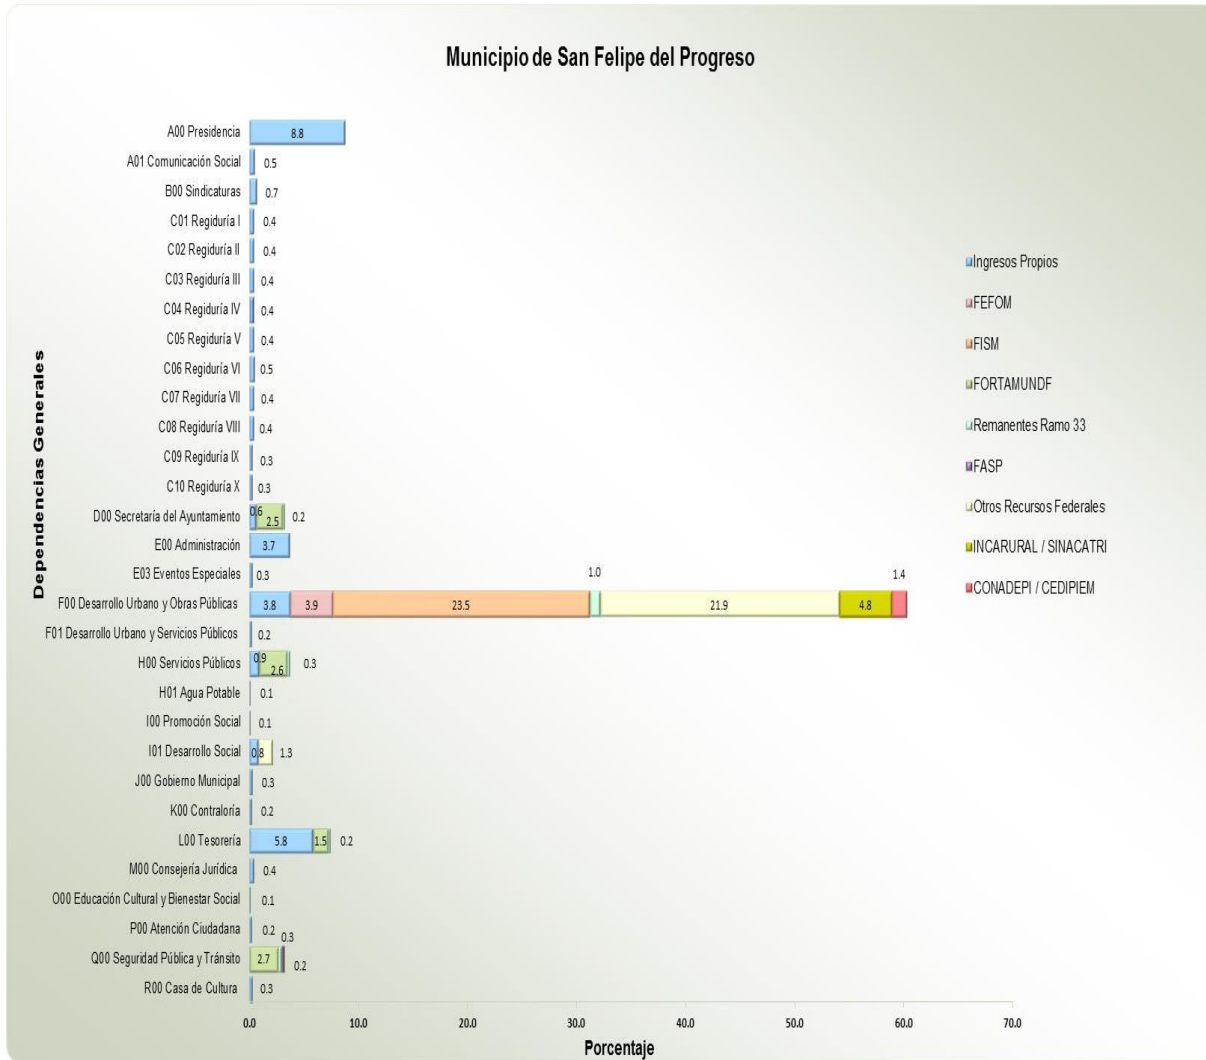 Municipio de San Felipe del Progreso
Dependencias Generales
A00 Presidencia 8.8
A01 Comunicación Social 0.5
B00 Sindicaturas 0.7
C01 Regiduría I 0.4
C02 Regiduría II 0.4
C03 Regiduría III 0.4
C04 Regiduría IV 0.4
C05 Regiduría V 0.4
C06 Regiduría VI 0.5
C07 Regiduría VII 0.4
C08 Regiduría VIII 0.4
C09 Regiduría IX 0.3
C10 Regiduría X 0.3
D00 Secretaría del Ayuntamiento 0.6 2.5 0.2
E00 Administración 3.7
E03 Eventos Especiales 0.3
F00 Desarrollo Urbano y Obras Públicas 3.8 3.9 23.5 1.0 21.9 4.8 1.4
F01 Desarrollo Urbano y Servicios Públicos 0.2
H00 Servicios Públicos 0.9 2.6 0.3
H01 Agua Potable 0.1
I00 Promoción Social 0.1
I01 Desarrollo Social 0.8 1.3
J00 Gobierno Municipal 0.3
K00 Contraloría 0.2
L00 Tesorería 5.8 1.5 0.2
M00 Consejería Jurídica 0.4
O00 Educación Cultural y Bienestar Social 0.1
P00 Atención Ciudadana 0.2
Q00 Seguridad Pública y Tránsito 2.7 0.3 0.2
R00 Casa de Cultura 0.3
0.0 10.0 20.0 30.0 40.0 50.0 60.0 70.0
Porcentaje
Ingresos Propios
FEFOM
FISM
FORTAMUNDF
Remanentes Ramo 33
FASP
Otros Recursos Federales
INCARURAL / SINACATRI
CONADEPI / CEDIPIEM